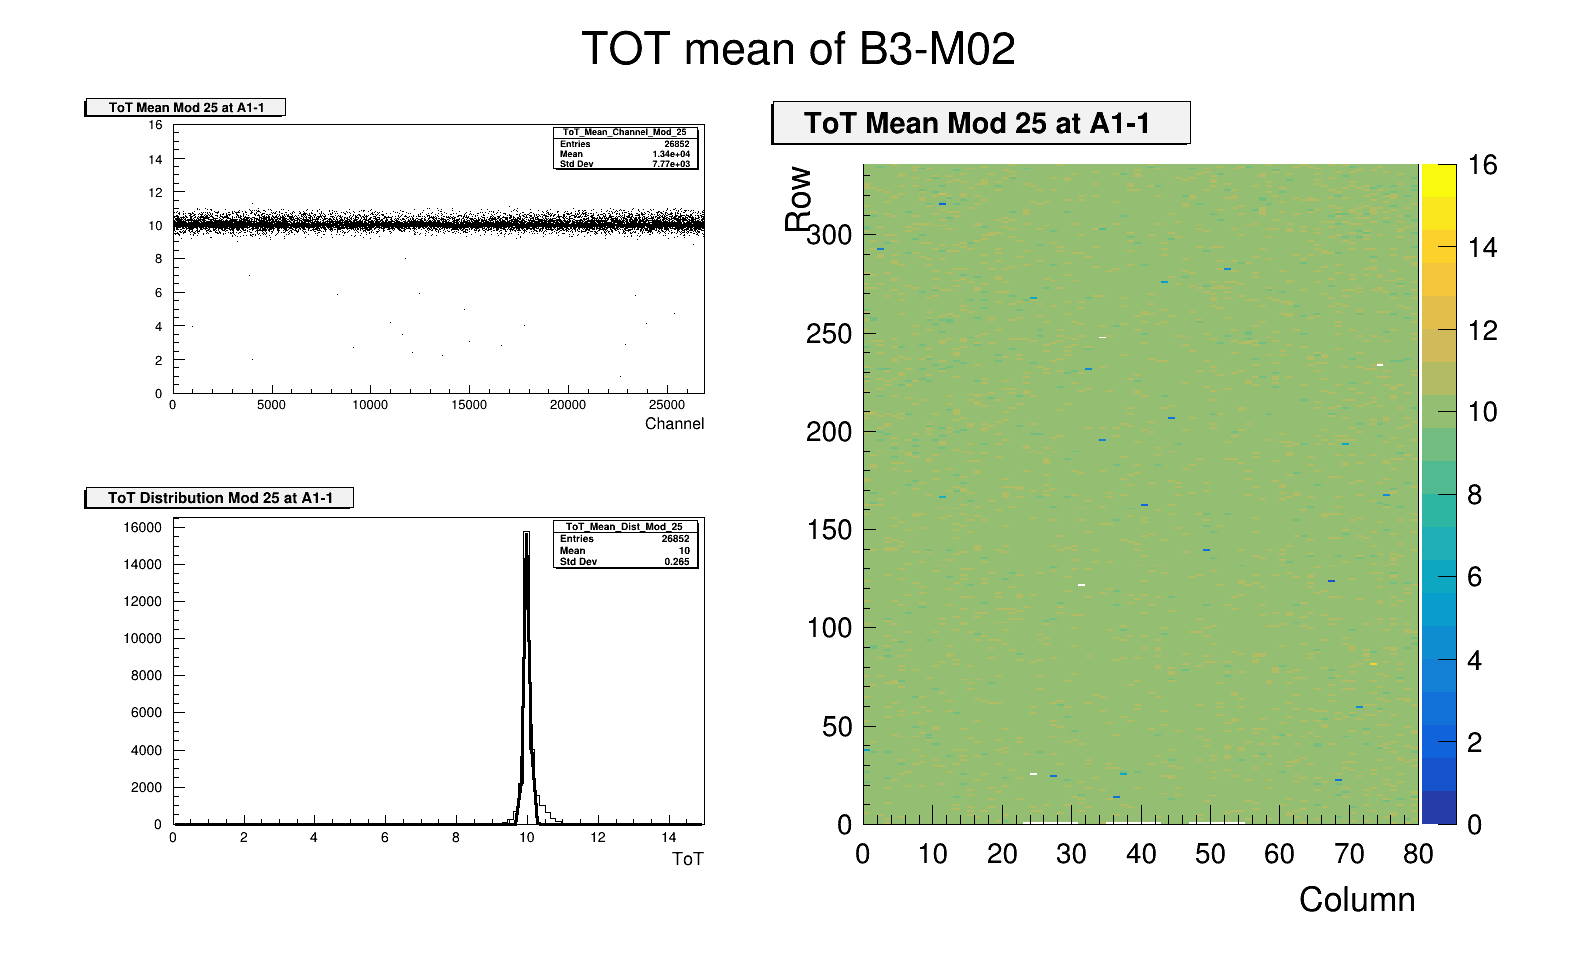 TOT mean of B3-M02
ToT Mean Mod 25 at A1-1
ToT_Mean_Channel_Mod_25
Entries 26852
Mean 1.34e+04
Std Dev 7.77e+03
16
14
12
10
8
6
4
2
0
0 5000 10000 15000 20000 25000
Channel
ToT Distribution Mod 25 at A1-1
ToT_Mean_Dist_Mod_25
Entries 26852
Mean 10
Std Dev 0.265
16000
14000
12000
10000
8000
6000
4000
2000
0
0 2 4 6 8 10 12 14
ToT
ToT Mean Mod 25 at A1-1
Row
300
250
200
150
100
50
0
0 10 20 30 40 50 60 70 80
Column
16
14
12
10
8
6
4
2
0